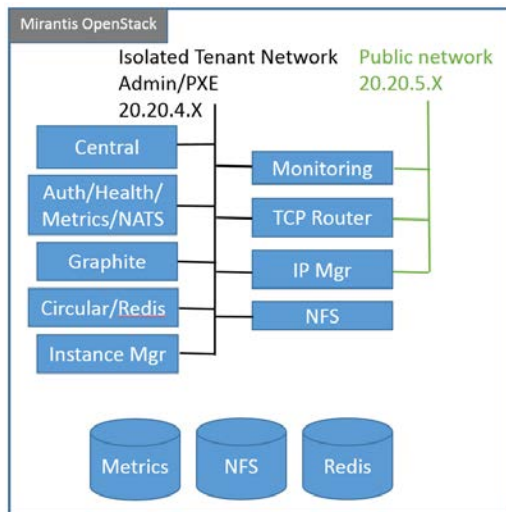 Mirantis OpenStack
Isolated Tenant Network
Admin/PXE
20.20.4.X
Public network
20.20.5.X
Central
Auth/Health/
Metrics/NATS
Graphite
Circular/Redis
Instance Mgr
Monitoring
TCP Router
IP Mgr
NFS
Metrics
NFS
Redis